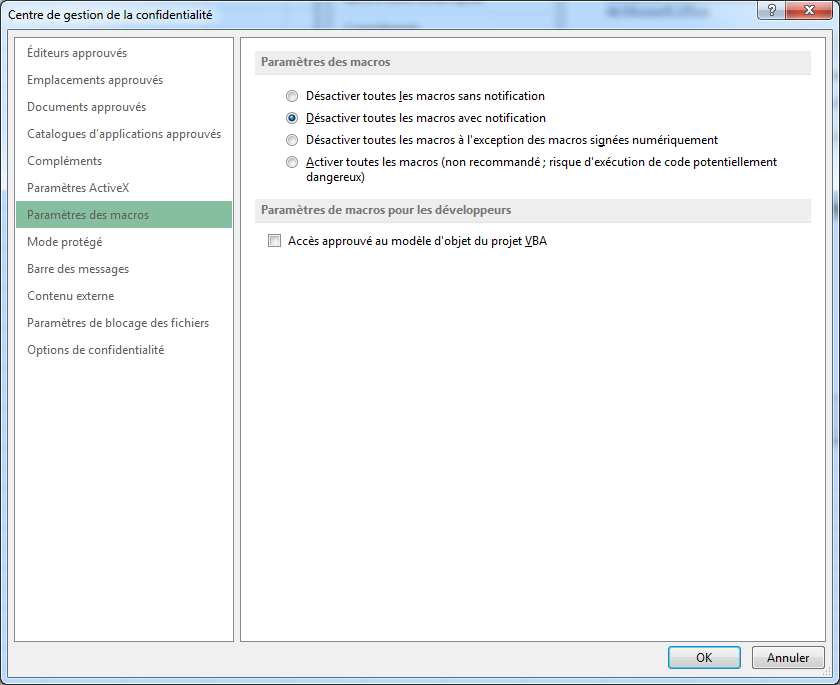 Centre de gestion de la confidentialité
Éditeurs approuvés
Emplacements approuvés
Documents approuvés
Catalogues d'applications approuvés
Compléments
Paramètres ActiveX
Paramètres des macros
Mode protégé
Barre des messages
Contenu externe
Paramètres de blocage des fichiers
Options de confidentialité
Paramètres des macros
Désactiver toutes les macros sans notification
Désactiver toutes les macros avec notification
Désactiver toutes les macros à l'exception des macros signées numériquement
Activer toutes les macros (non recommandé ; risque d'exécution de code potentiellement
dangereux)
Paramètres de macros pour les développeurs
Accès approuvé au modèle d'objet du projet VBA
OK
Annuler